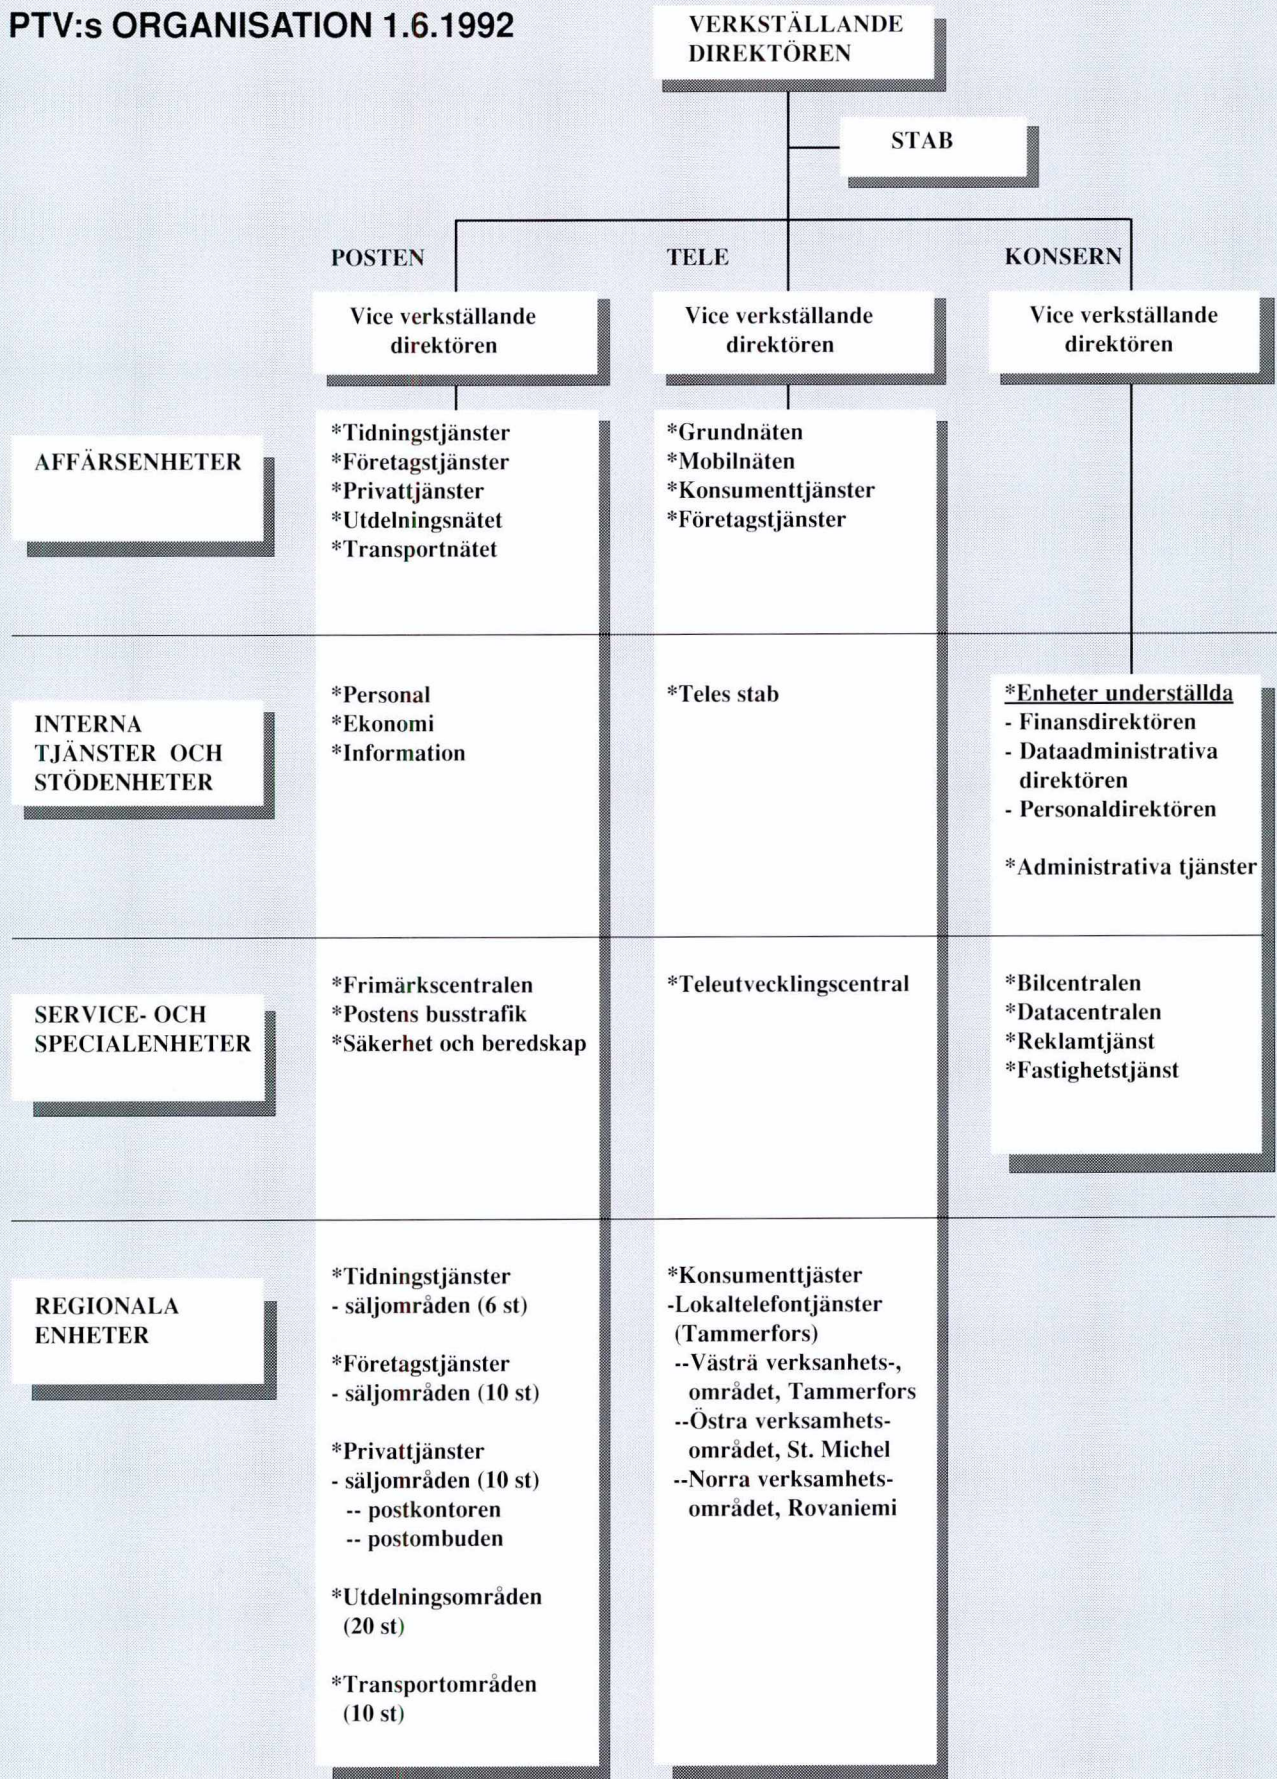 PTV:s ORGANISATION 1.6.1992
VERKSTÄLLANDE
DIREKTÖREN
STAB
POSTEN
TELE
KONSERN
Vice verkställande
direktören
Vice verkställande
direktören
Vice verkställande
direktören
AFFÄRSENHETER
*Tidningstjänster
*Företagstjänster
*Privattjänster
*Utdelningsnätet
*Transportnätet
*Grundnäten
*Mobilnäten
*Konsumenttjänster
*Företagstjänster
INTERNA
TJÄNSTER OCH
STÖDENHETER
*Personal
*Ekonomi
*Information
*Teles stab
*Enheter underställda
- Finansdirektören
- Dataadministrativa
direktören
- Personaldirektören
*Administrativa tjänster
SERVICE- OCH
SPECIALENHETER
*Frimärkscentralen
*Postens busstrafik
*Säkerhet och beredskap
*Teleutvecklingscentral
*Bilcentralen
*Datacentralen
*Reklamtjänst
*Fastighetstjänst
REGIONALA
ENHETER
*Tidningstjänster
- säljområden (6 st)
*Företagstjänster
- säljområden (10 st)
*Privattjänster
- säljområden (10 st)
-- postkontoren
-- postombuden
*Utdelningsområden
(20 st)
*Transportområden
(10 st)
*Konsumenttjäster
-Lokaltelefontjänster
(Tammerfors)
--Västrä verksanhets-,
området, Tammerfors
--Östra verksamhets-
området, St. Michel
--Norra verksamhets-
området, Rovaniemi